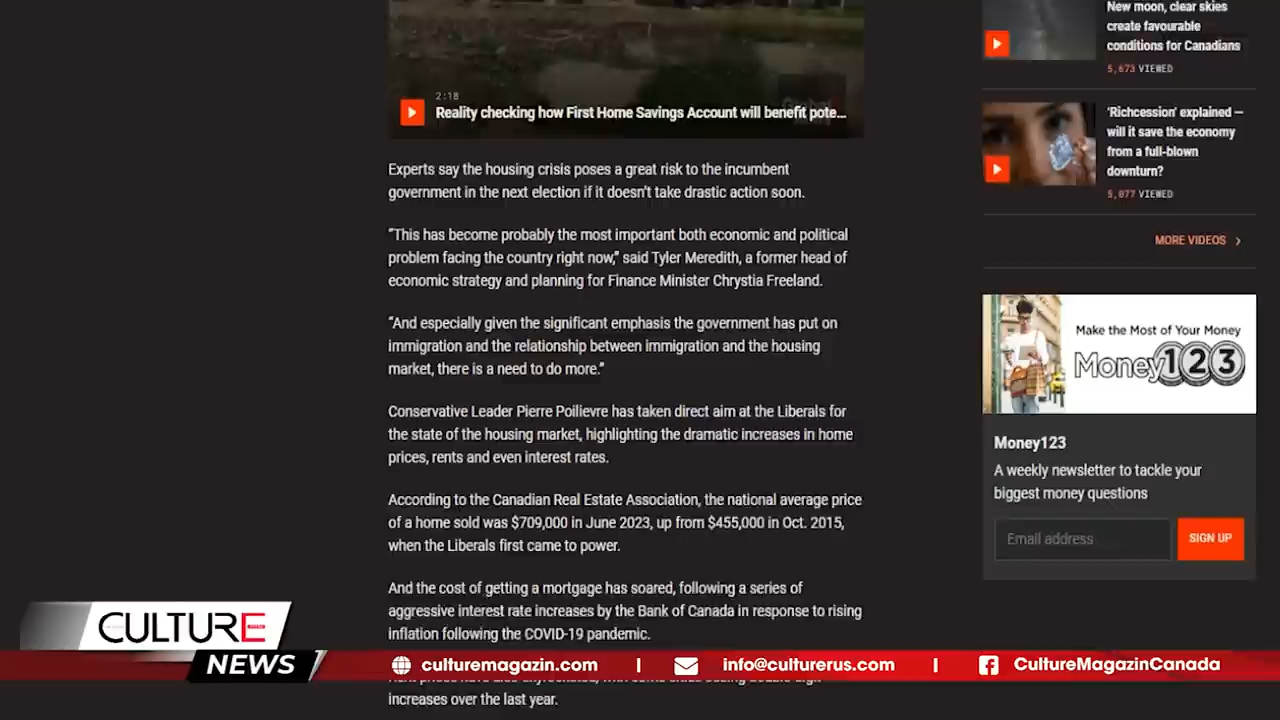 2:18
Reality checking how First Home Savings Account will benefit pote...
Experts say the housing crisis poses a great risk to the incumbent
government in the next election if it doesn't take drastic action soon.
“This has become probably the most important both economic and political
problem facing the country right now,” said Tyler Meredith, a former head of
economic strategy and planning for Finance Minister Chrystia Freeland.
“And especially given the significant emphasis the government has put on
immigration and the relationship between immigration and the housing
market, there is a need to do more.”
Conservative Leader Pierre Poilievre has taken direct aim at the Liberals for
the state of the housing market, highlighting the dramatic increases in home
prices, rents and even interest rates.
According to the Canadian Real Estate Association, the national average price
of a home sold was $709,000 in June 2023, up from $455,000 in Oct. 2015,
when the Liberals first came to power.
And the cost of getting a mortgage has soared, following a series of
aggressive interest rate increases by the Bank of Canada in response to rising
inflation following the COVID-19 pandemic.
increases over the last year.
New moon, clear skies
create favourable
conditions for Canadians
5,673 VIEWED
‘Richcession’ explained —
will it save the economy
from a full-blown
downturn?
5,077 VIEWED
MORE VIDEOS
Make the Most of Your Money
Money123
Money123
A weekly newsletter to tackle your
biggest money questions
Email address
SIGN UP
CULTURE
NEWS
culturemagazin.com | info@culturerus.com | CultureMagazinCanada